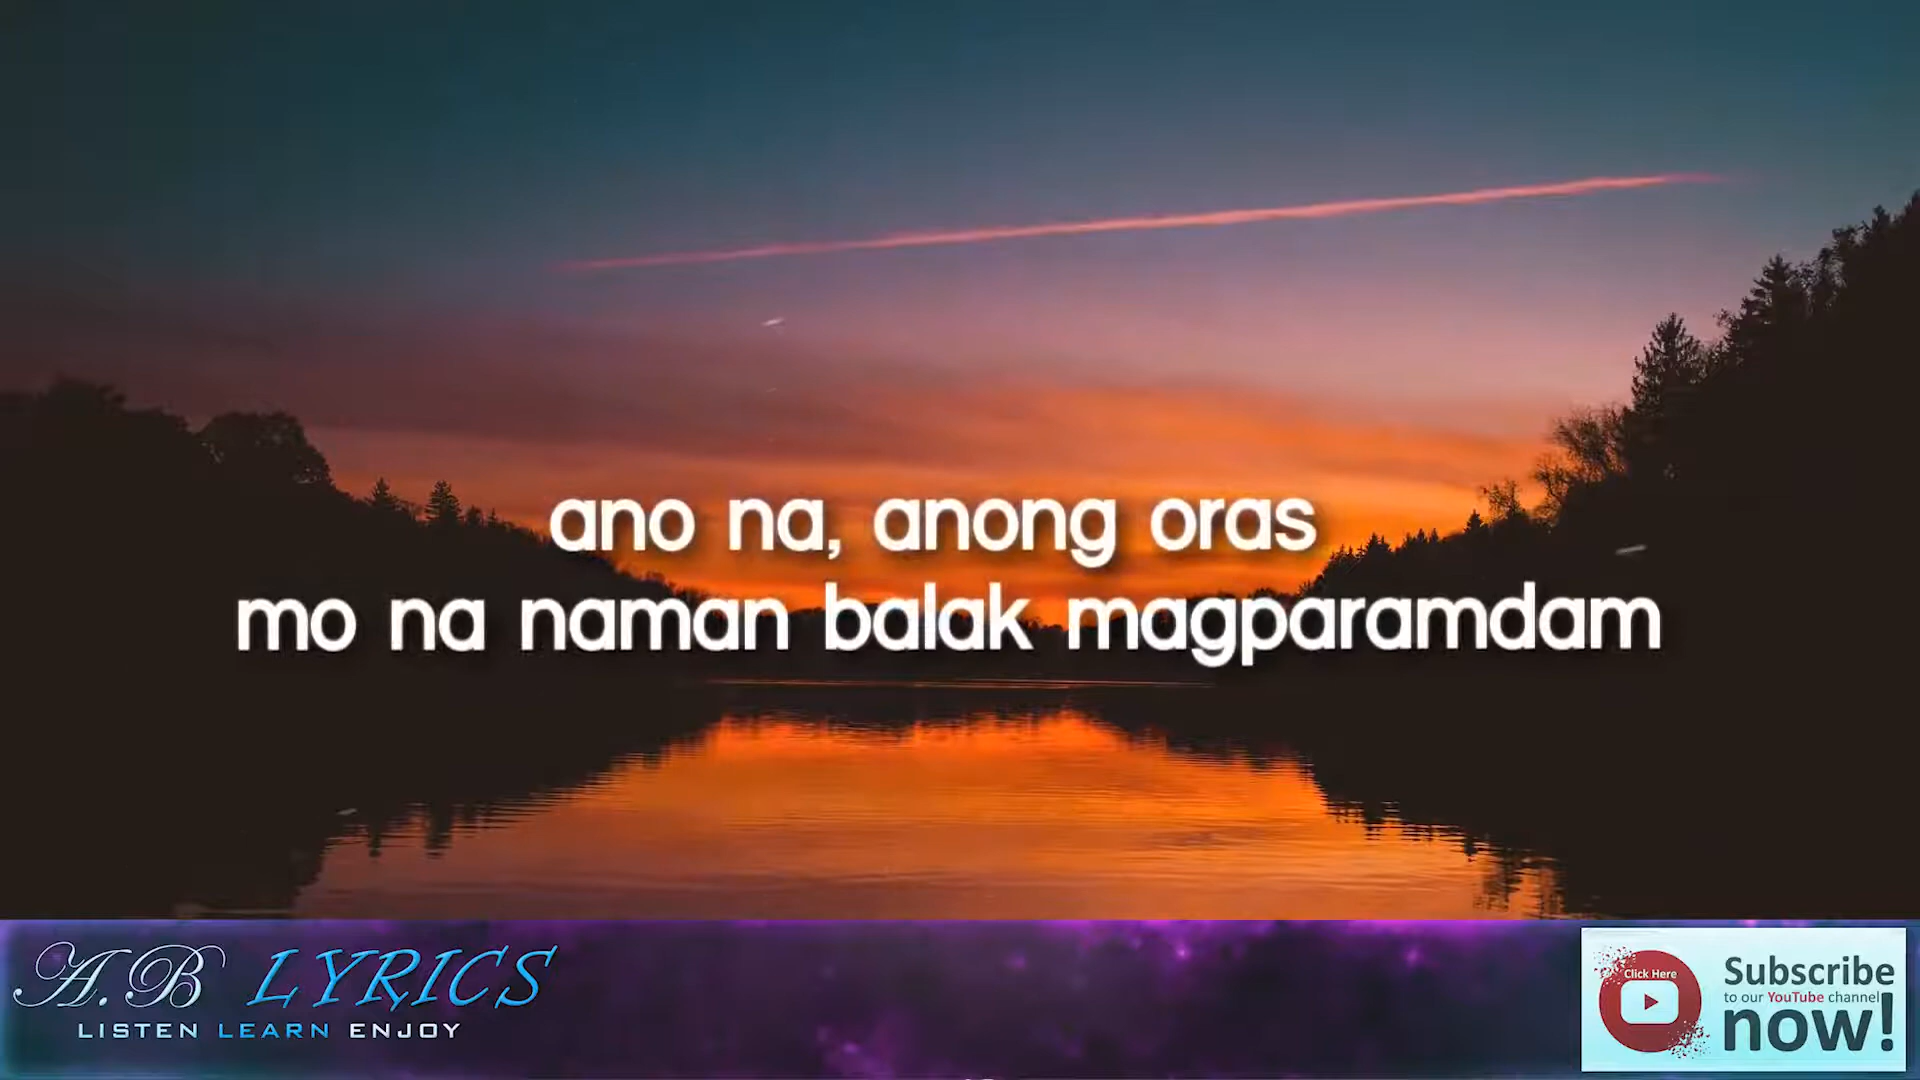 ano na, anong oras
mo na naman balak magparamdam
A.B LYRICS
LISTEN LEARN ENJOY
Click Here
Subscribe
to our YouTube channel
now!